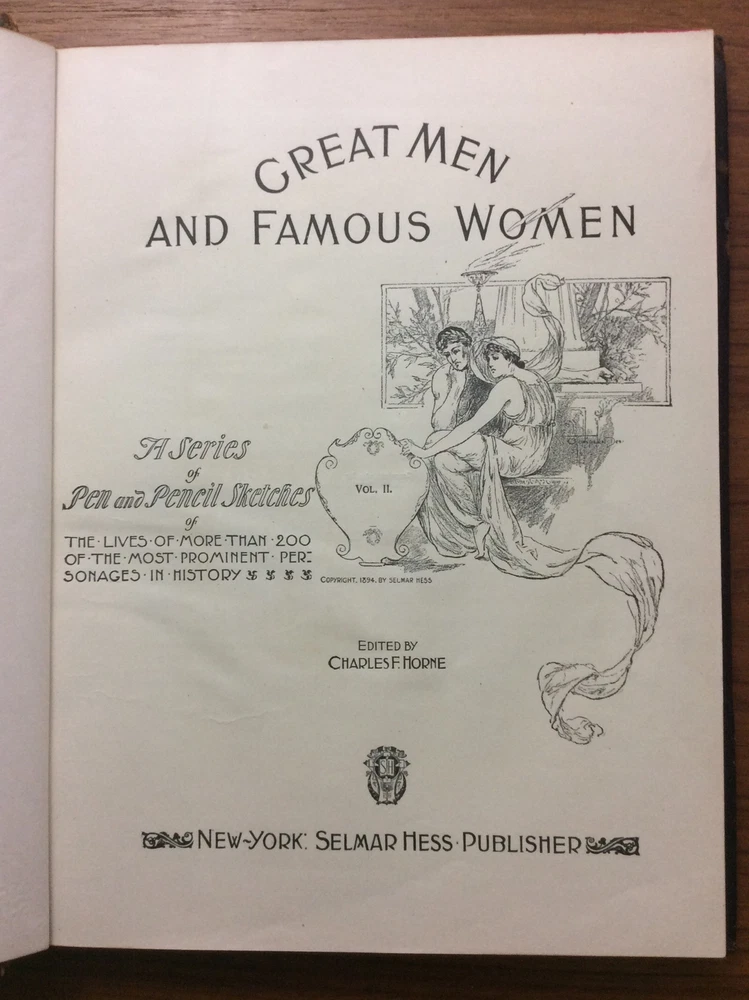 GREAT MEN
AND FAMOUS WOMEN
A Series
of
Pen and Pencil Sketches
of
THE·LIVES·OF·MORE·THAN·200
OF·THE·MOST·PROMINENT·PER=
SONAGES·IN·HISTORY
VOL. II.
COPYRIGHT, 1894, BY SELMAR HESS
EDITED BY
CHARLES F. HORNE
SH
NEW~YORK: SELMAR HESS·PUBLISHER